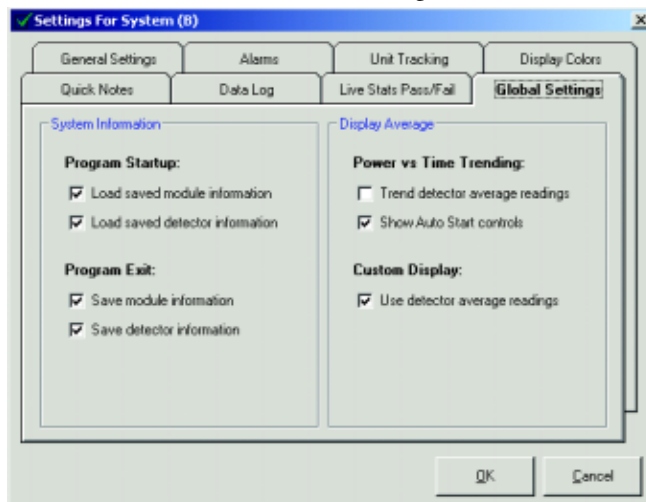 Settings For System (B)
General Settings
Alarms
Unit Tracking
Display Colors
Quick Notes
Data Log
Live Stats Pass/Fail
Global Settings
System Information
Program Startup:
Load saved module information
Load saved detector information
Program Exit:
Save module information
Save detector information
Display Average
Power vs Time Trending:
Trend detector average readings
Show Auto Start controls
Custom Display:
Use detector average readings
OK
Cancel